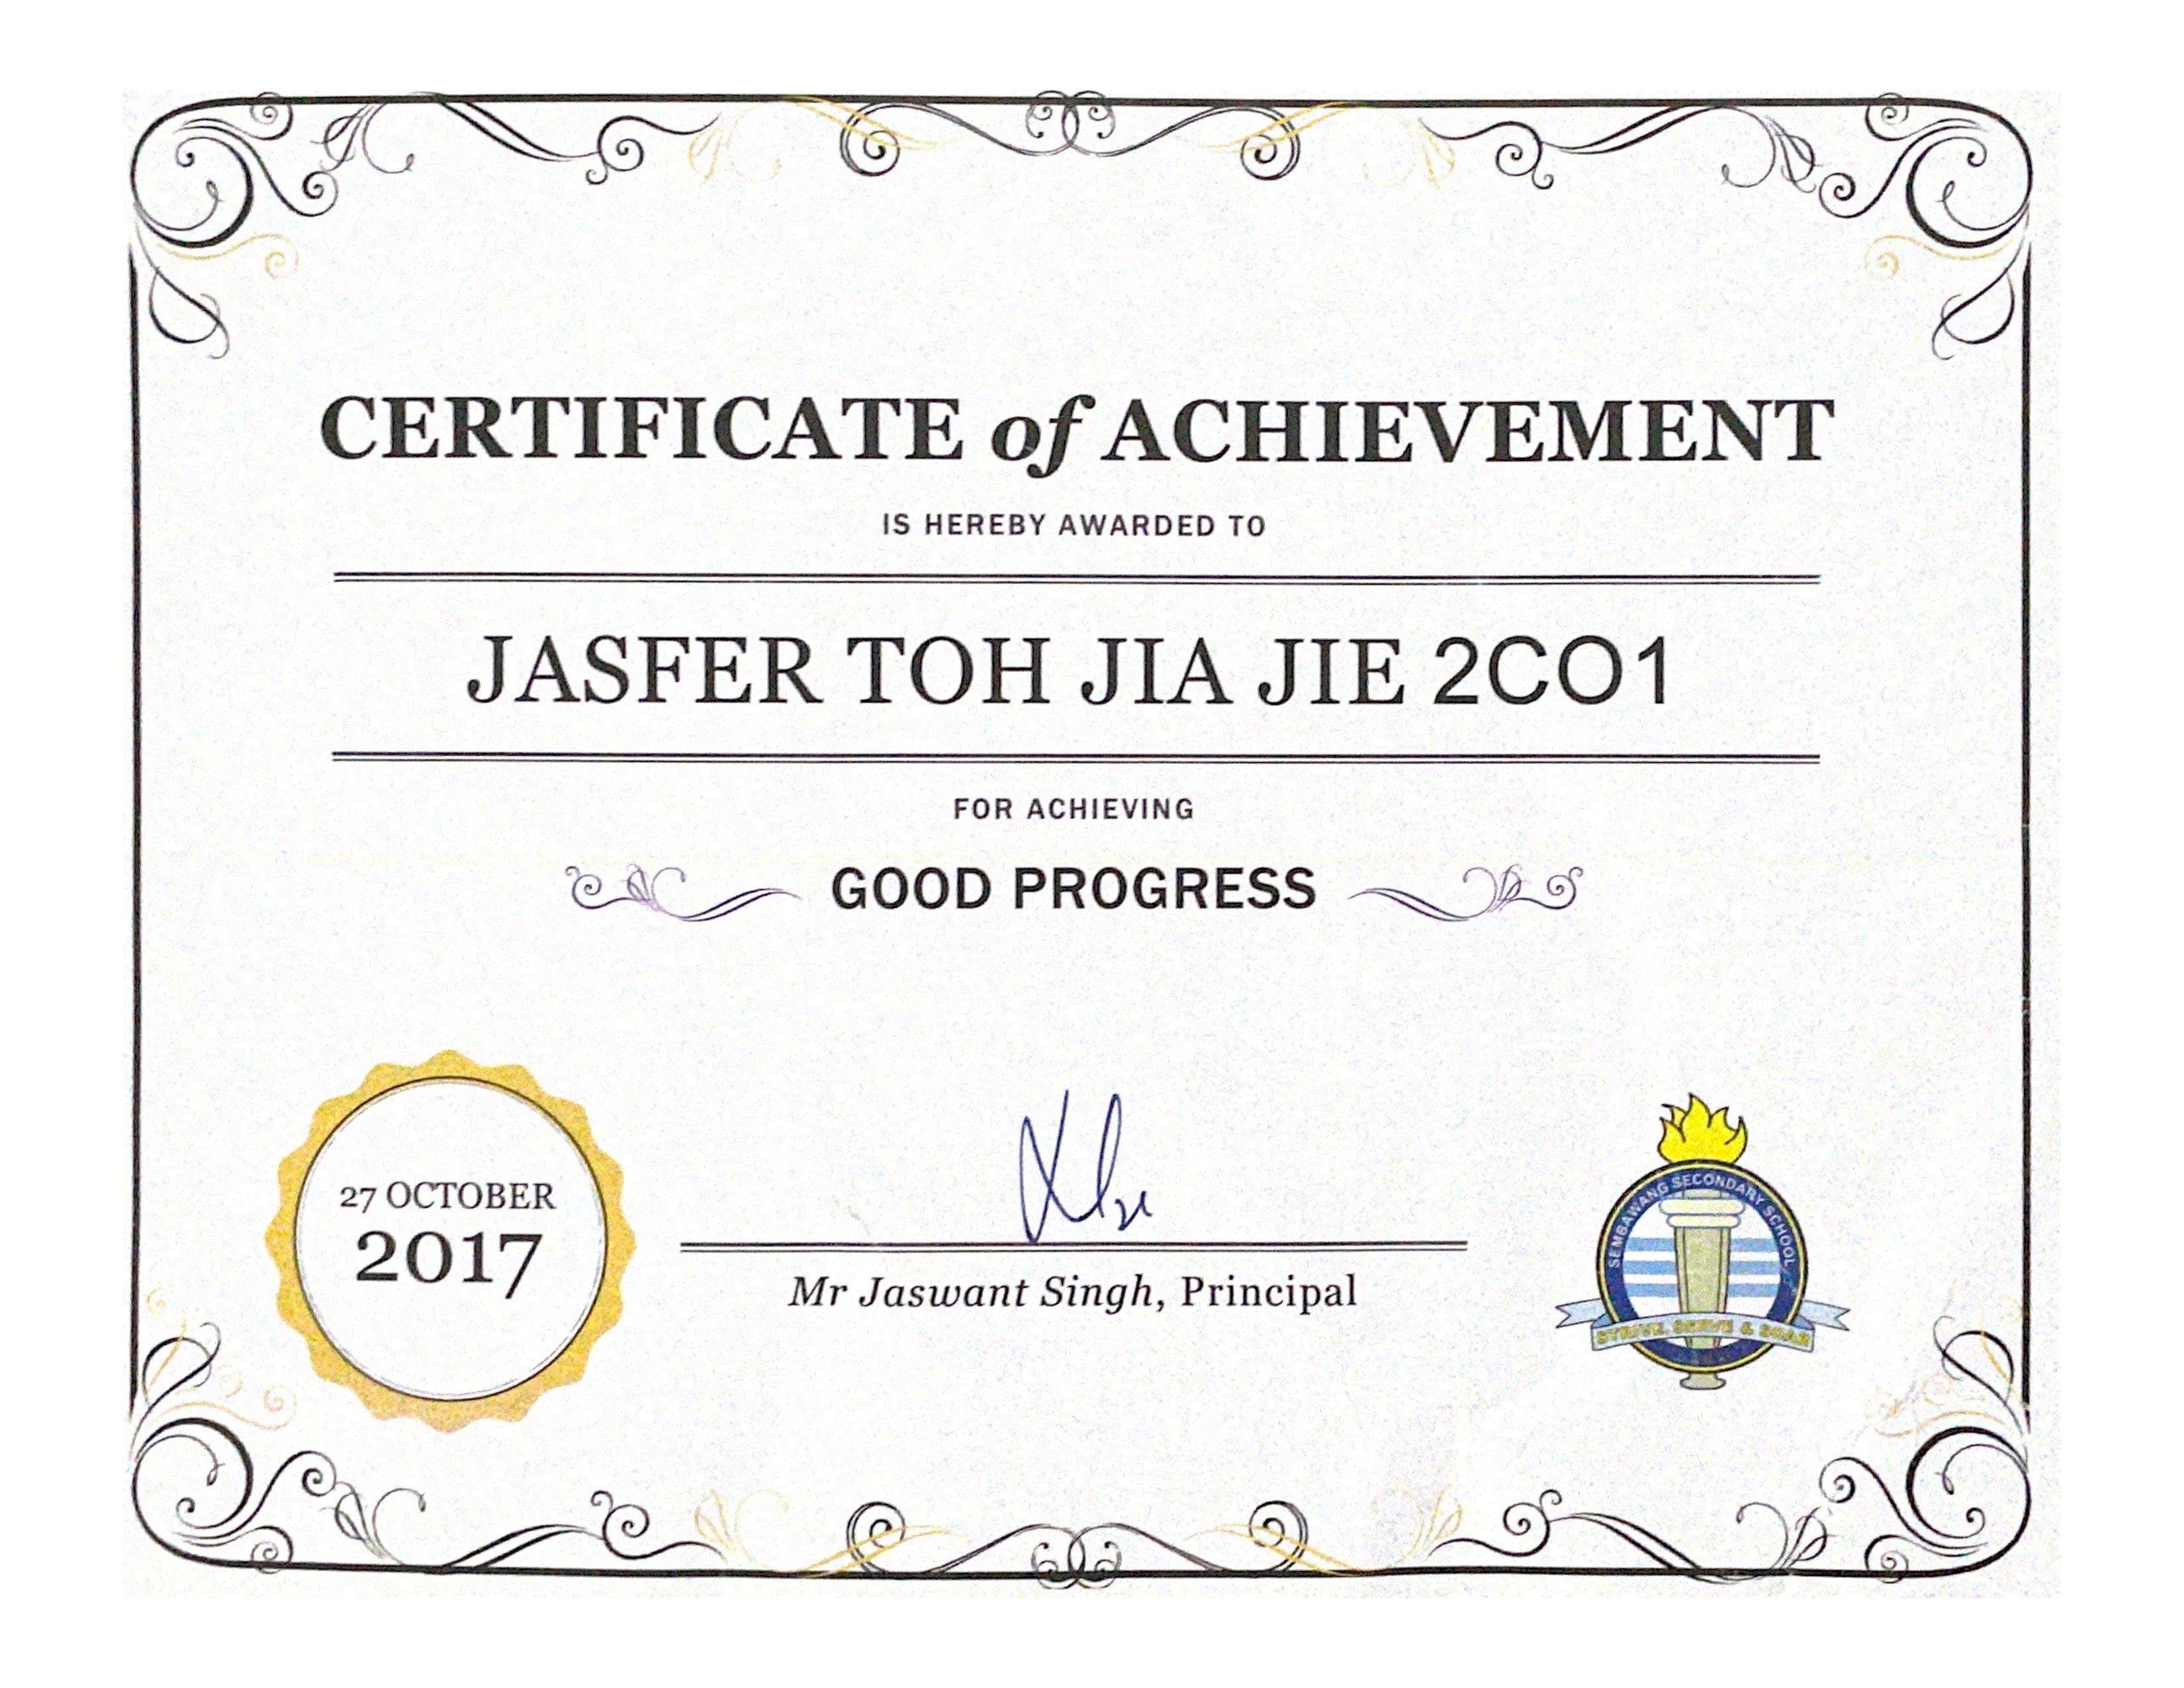 CERTIFICATE of ACHIEVEMENT
IS HEREBY AWARDED TO
JASFER TOH JIA JIE 2CO1
FOR ACHIEVING
GOOD PROGRESS
27 OCTOBER
2017
Mr Jaswant Singh, Principal
SEMBAWANG SECONDARY SCHOOL
STRIVE, SERVE & SOAR